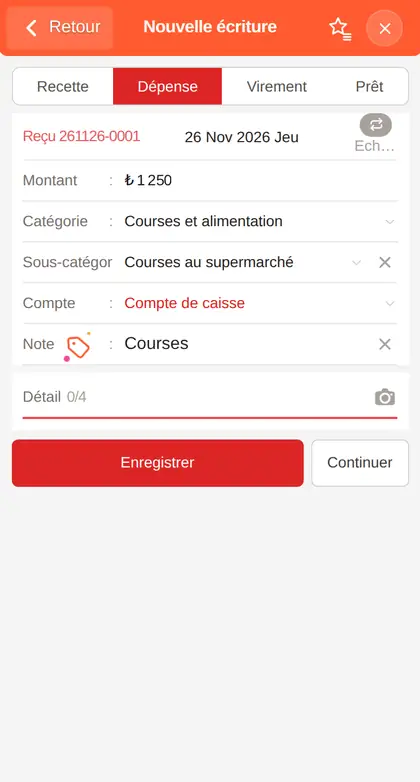 Retour
Nouvelle écriture
Recette
Dépense
Virement
Prêt
Reçu 261126-0001
26 Nov 2026 Jeu
Ech…
Montant : ₺ 1 250
Catégorie : Courses et alimentation
Sous-catégor Courses au supermarché
Compte : Compte de caisse
Note : Courses
Détail 0/4
Enregistrer
Continuer